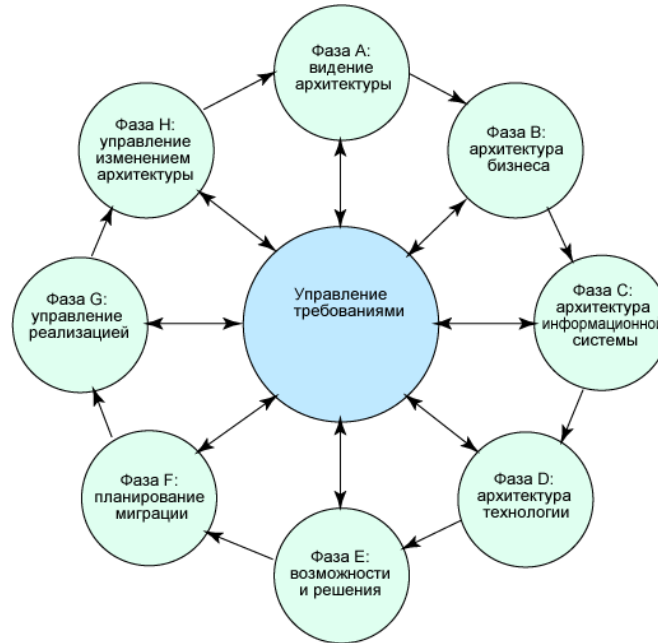 Фаза A:
видение
архитектуры
Фаза B:
архитектура
бизнеса
Фаза C:
архитектура
информационной
системы
Фаза D:
архитектура
технологии
Фаза E:
возможности
и решения
Фаза F:
планирование
миграции
Фаза G:
управление
реализацией
Фаза H:
управление
изменением
архитектуры
Управление
требованиями